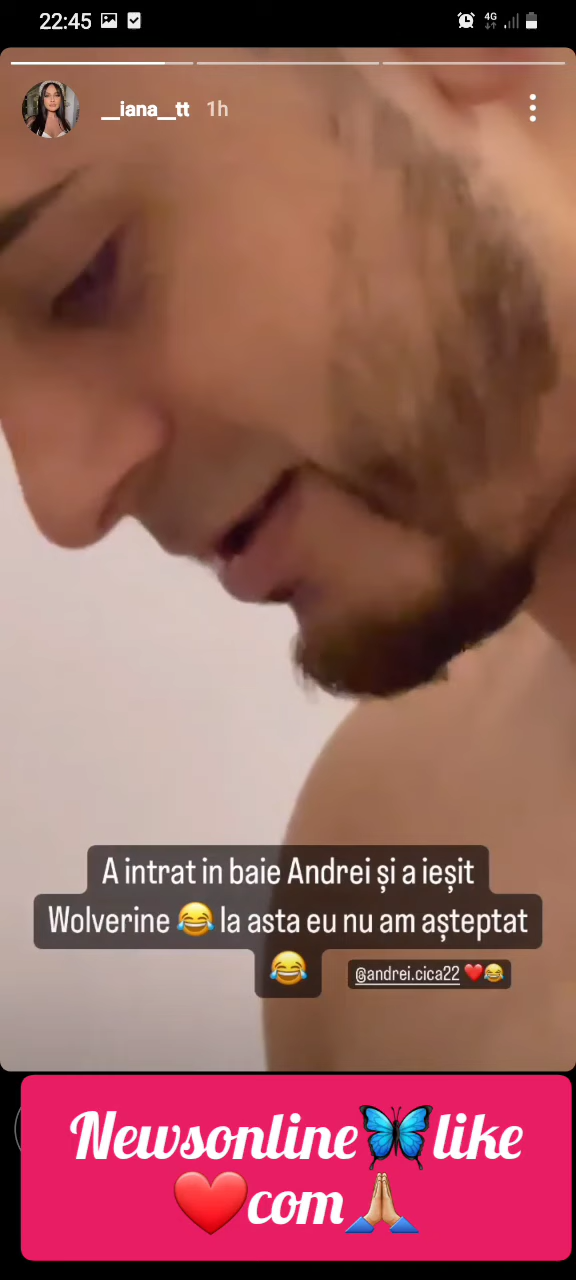 22:45
4G
__iana__tt 1h
A intrat in baie Andrei și a ieșit
Wolverine 😂 la asta eu nu am așteptat
😂 @andrei.cica22 ❤️😂
Newsonline🦋like
❤️com🙏🏼